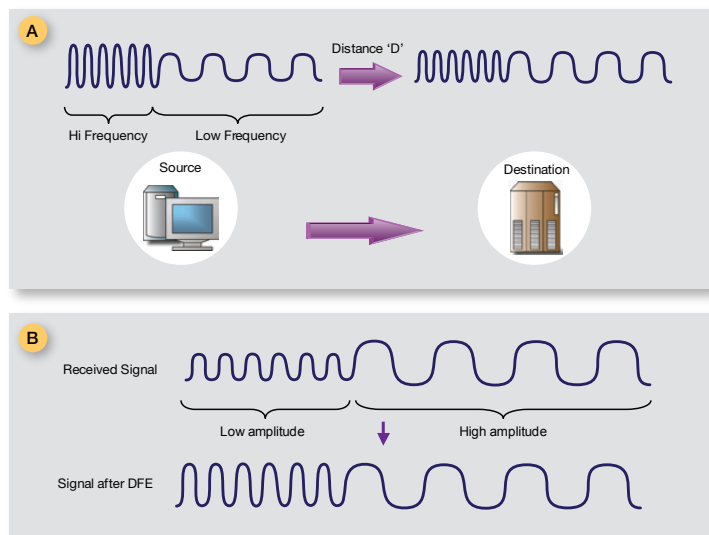 A
Distance ‘D’
Hi Frequency
Low Frequency
Source
Destination
B
Received Signal
Low amplitude
High amplitude
Signal after DFE